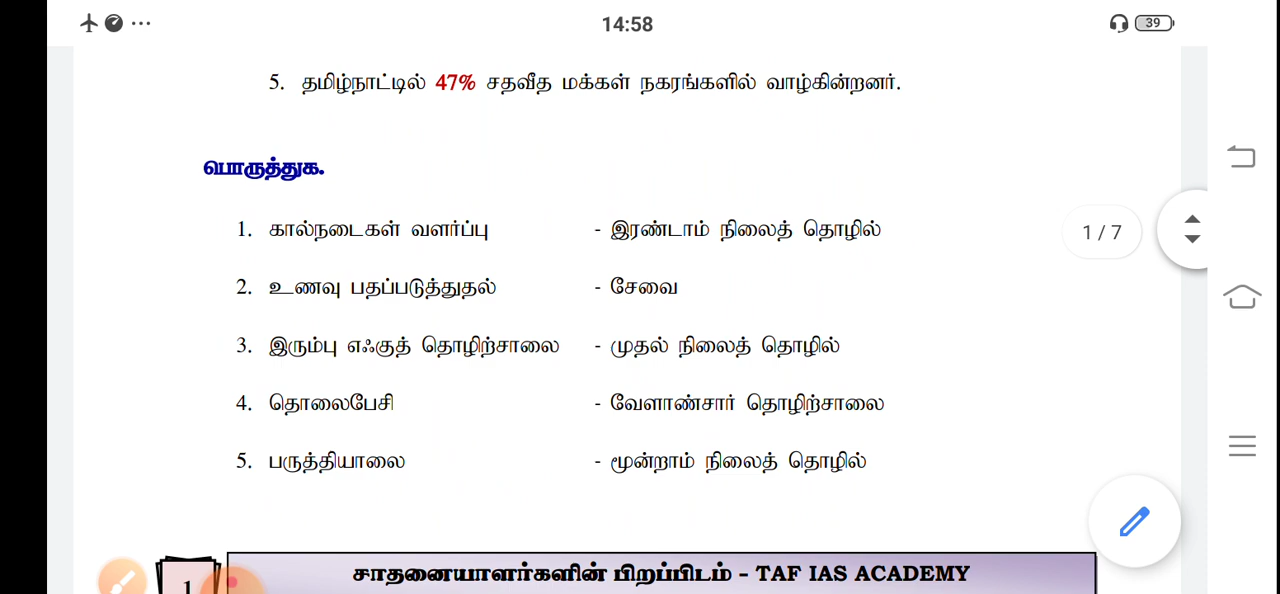 14:58
39
5. தமிழ்நாட்டில் 47% சதவீத மக்கள் நகரங்களில் வாழ்கின்றனர்.
பொருத்துக.
1. கால்நடைகள் வளர்ப்பு - இரண்டாம் நிலைத் தொழில்
1 / 7
2. உணவு பதப்படுத்துதல் - சேவை
3. இரும்பு எஃகுத் தொழிற்சாலை - முதல் நிலைத் தொழில்
4. தொலைபேசி - வேளாண்சார் தொழிற்சாலை
5. பருத்தியாலை - மூன்றாம் நிலைத் தொழில்
1 சாதனையாளர்களின் பிறப்பிடம் - TAF IAS ACADEMY